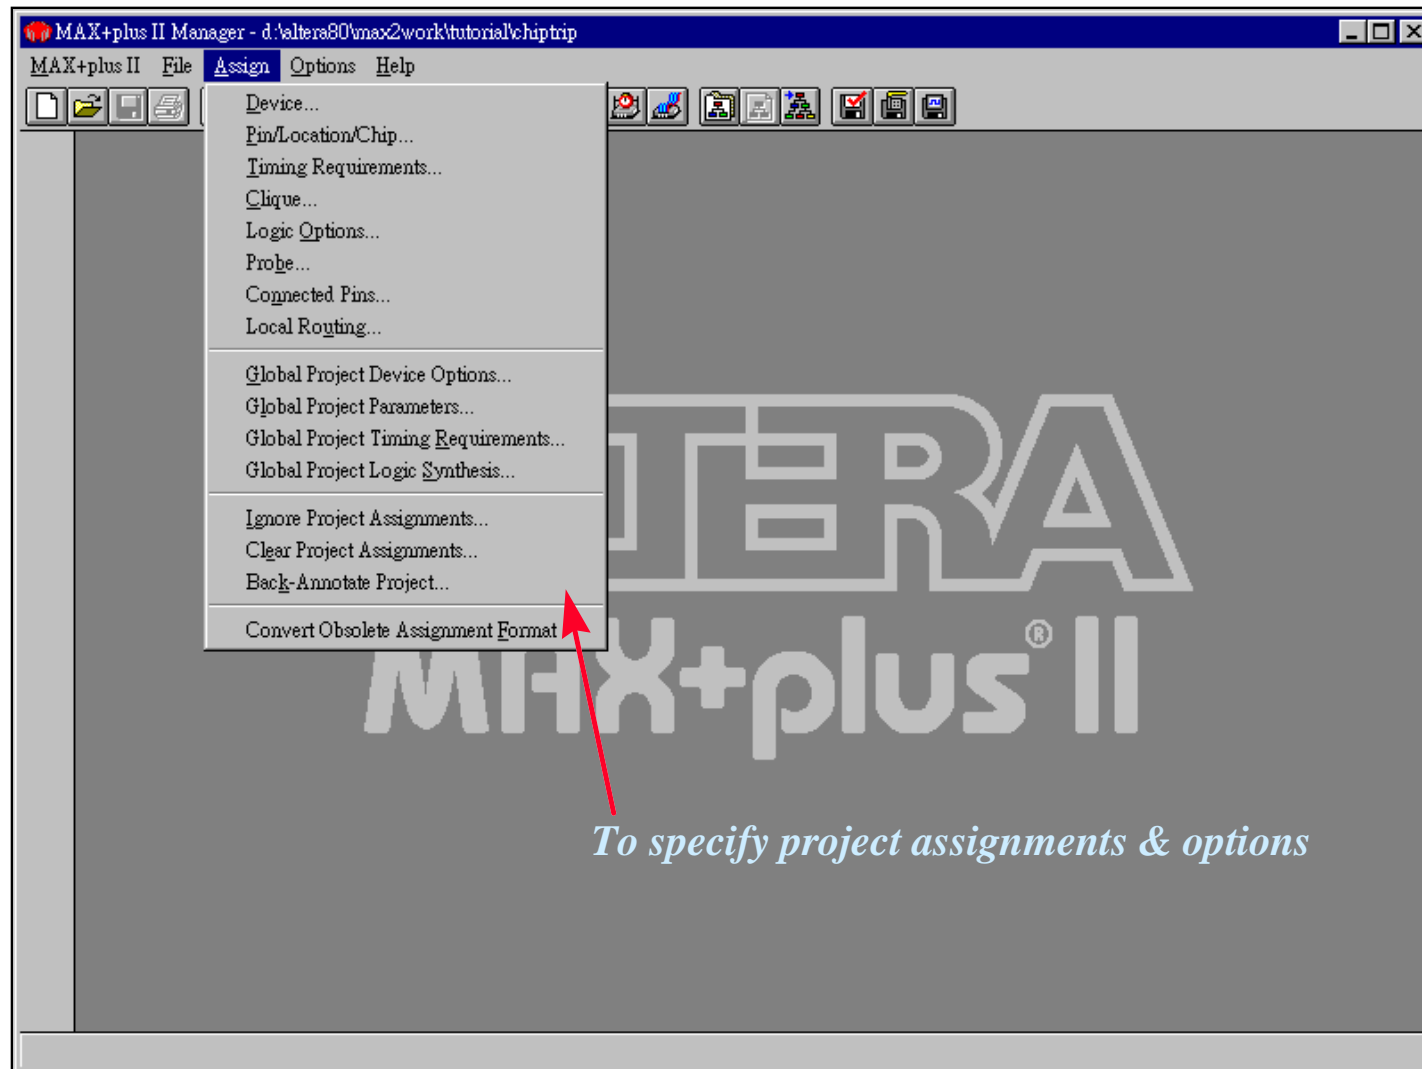 MAX+plus II Manager - d:\altera80\max2work\tutorial\chiptrip
MAX+plus II File Assign Options Help
Device...
Pin/Location/Chip...
Timing Requirements...
Clique...
Logic Options...
Probe...
Connected Pins...
Local Routing...
Global Project Device Options...
Global Project Parameters...
Global Project Timing Requirements...
Global Project Logic Synthesis...
Ignore Project Assignments...
Clear Project Assignments...
Back-Annotate Project...
Convert Obsolete Assignment Format
TERA
MAX+plus® II
To specify project assignments & options